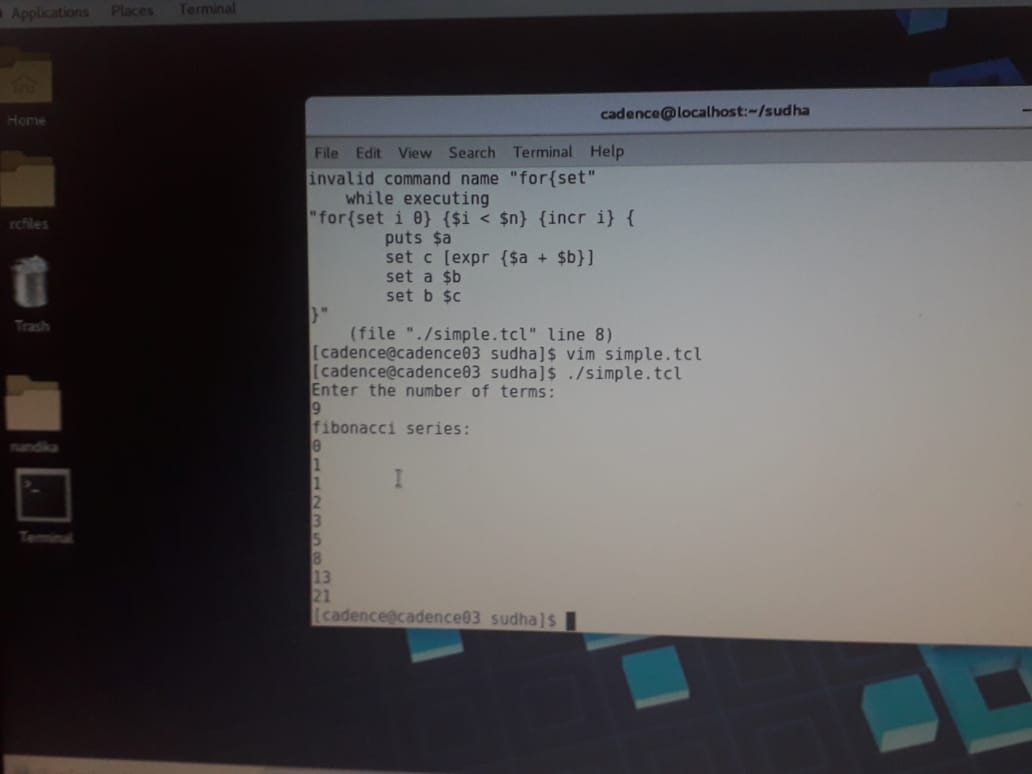 Applications Places Terminal
Home
rcfiles
Trash
nandika
Terminal
cadence@localhost:~/sudha
File Edit View Search Terminal Help
invalid command name "for{set"
    while executing
"for{set i 0} {$i < $n} {incr i} {
        puts $a
        set c [expr {$a + $b}]
        set a $b
        set b $c
}"
    (file "./simple.tcl" line 8)
[cadence@cadence03 sudha]$ vim simple.tcl
[cadence@cadence03 sudha]$ ./simple.tcl
Enter the number of terms:
9
fibonacci series:
0
1
1
2
3
5
8
13
21
[cadence@cadence03 sudha]$